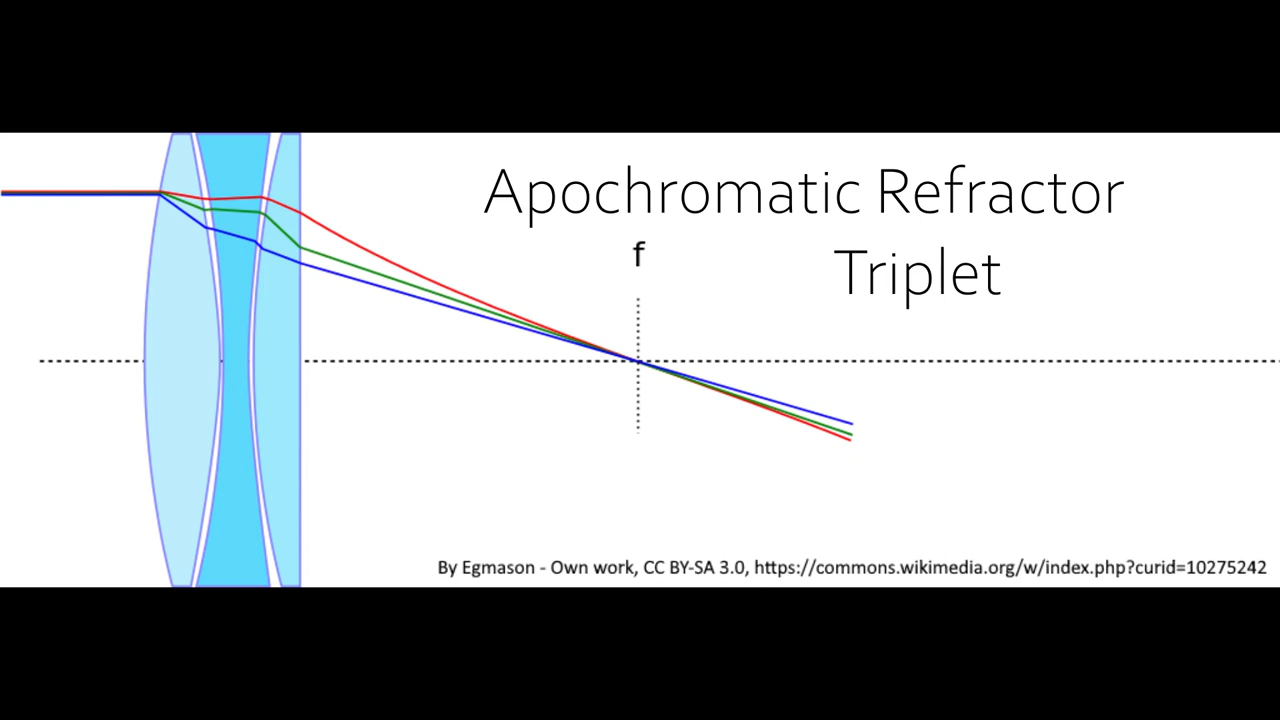 Apochromatic Refractor
Triplet
f
By Egmason - Own work, CC BY-SA 3.0, https://commons.wikimedia.org/w/index.php?curid=10275242